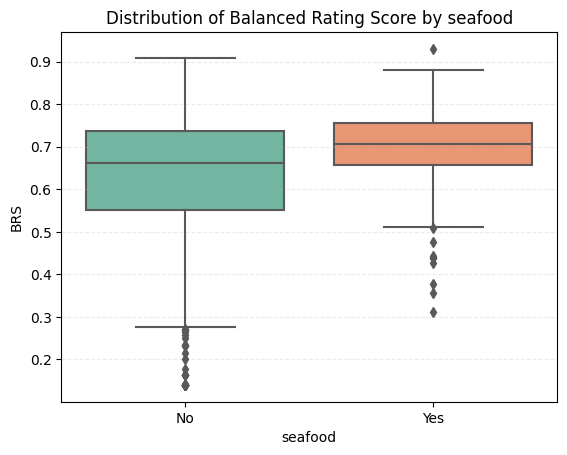 Distribution of Balanced Rating Score by seafood
0.9
0.8
0.7
0.6
0.5
0.4
0.3
0.2
BRS
No
Yes
seafood